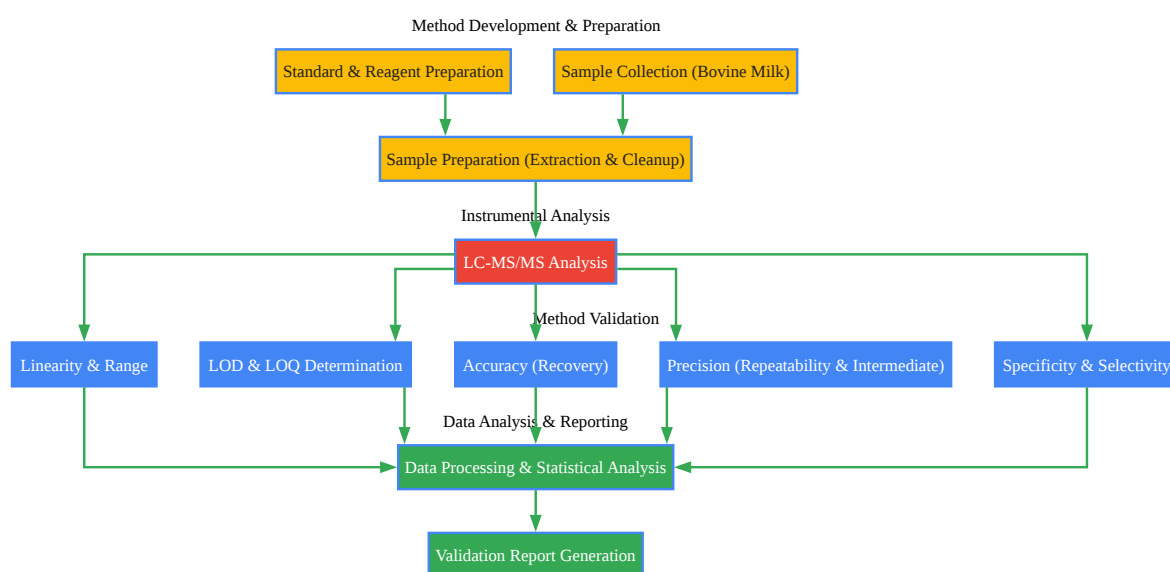 Method Development & Preparation
Standard & Reagent Preparation
Sample Collection (Bovine Milk)
Sample Preparation (Extraction & Cleanup)
Instrumental Analysis
LC-MS/MS Analysis
Method Validation
Linearity & Range
LOD & LOQ Determination
Accuracy (Recovery)
Precision (Repeatability & Intermediate)
Specificity & Selectivity
Data Analysis & Reporting
Data Processing & Statistical Analysis
Validation Report Generation